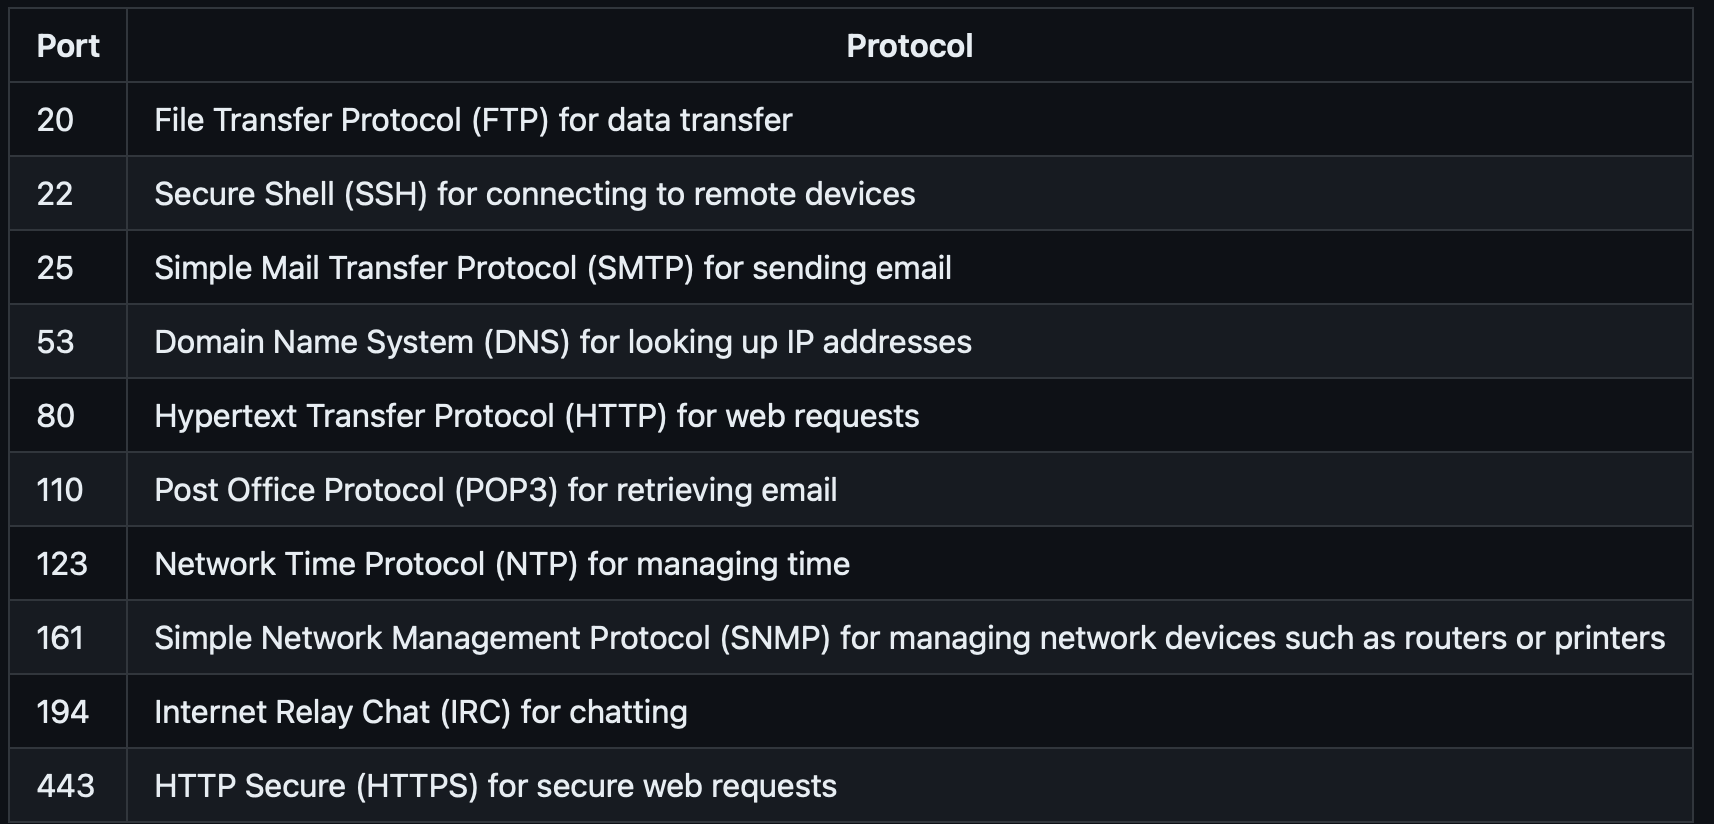 Port Protocol
20 File Transfer Protocol (FTP) for data transfer
22 Secure Shell (SSH) for connecting to remote devices
25 Simple Mail Transfer Protocol (SMTP) for sending email
53 Domain Name System (DNS) for looking up IP addresses
80 Hypertext Transfer Protocol (HTTP) for web requests
110 Post Office Protocol (POP3) for retrieving email
123 Network Time Protocol (NTP) for managing time
161 Simple Network Management Protocol (SNMP) for managing network devices such as routers or printers
194 Internet Relay Chat (IRC) for chatting
443 HTTP Secure (HTTPS) for secure web requests